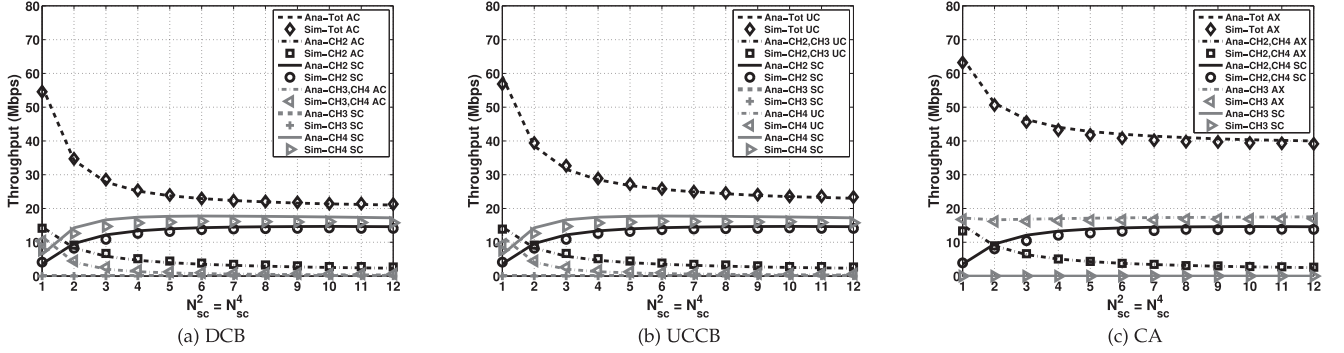 80
70
60
50
40
30
20
10
0
Throughput (Mbps)
1 2 3 4 5 6 7 8 9 10 11 12
N²sc = N⁴sc
Ana−Tot AC
Sim−Tot AC
Ana−CH2 AC
Sim−CH2 AC
Ana−CH2 SC
Sim−CH2 SC
Ana−CH3,CH4 AC
Sim−CH3,CH4 AC
Ana−CH3 SC
Sim−CH3 SC
Ana−CH4 SC
Sim−CH4 SC
(a) DCB
80
70
60
50
40
30
20
10
0
Throughput (Mbps)
1 2 3 4 5 6 7 8 9 10 11 12
N²sc = N⁴sc
Ana−Tot UC
Sim−Tot UC
Ana−CH2,CH3 UC
Sim−CH2,CH3 UC
Ana−CH2 SC
Sim−CH2 SC
Ana−CH3 SC
Sim−CH3 SC
Ana−CH4 UC
Sim−CH4 UC
Ana−CH4 SC
Sim−CH4 SC
(b) UCCB
80
70
60
50
40
30
20
10
0
Throughput (Mbps)
1 2 3 4 5 6 7 8 9 10 11 12
N²sc = N⁴sc
Ana−Tot AX
Sim−Tot AX
Ana−CH2,CH4 AX
Sim−CH2,CH4 AX
Ana−CH2,CH4 SC
Sim−CH2,CH4 SC
Ana−CH3 AX
Sim−CH3 AX
Ana−CH3 SC
Sim−CH3 SC
(c) CA